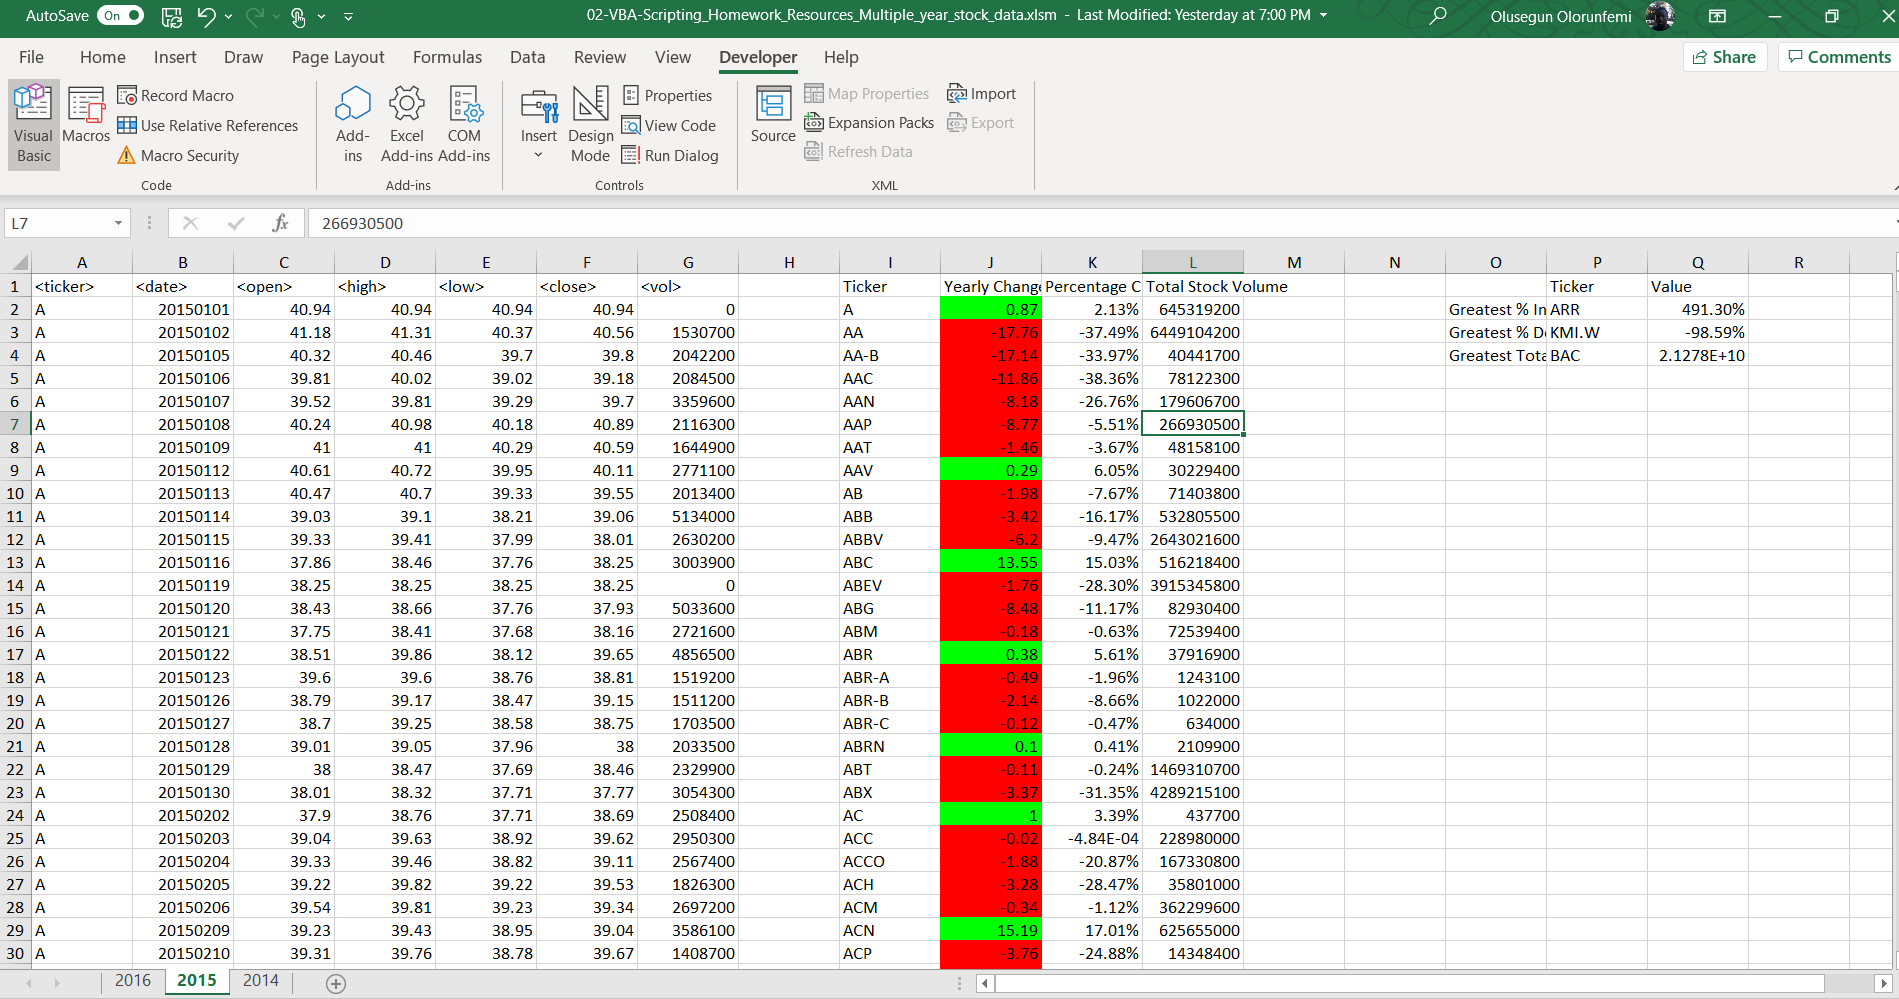 AutoSave On 02-VBA-Scripting_Homework_Resources_Multiple_year_stock_data.xlsm - Last Modified: Yesterday at 7:00 PM Olusegun Olorunfemi
File Home Insert Draw Page Layout Formulas Data Review View Developer Help Share Comments
Visual Basic
Macros
Record Macro
Use Relative References
Macro Security
Code
Add-ins
Excel Add-ins
COM Add-ins
Add-ins
Insert
Design Mode
Properties
View Code
Run Dialog
Controls
Source
Map Properties
Expansion Packs
Refresh Data
Import
Export
XML
L7 fx 266930500
A B C D E F G H I J K L M N O P Q R
1 <ticker> <date> <open> <high> <low> <close> <vol> Ticker Yearly Change Percentage C Total Stock Volume Ticker Value
2 A 20150101 40.94 40.94 40.94 40.94 0 A 0.87 2.13% 645319200 Greatest % In ARR 491.30%
3 A 20150102 41.18 41.31 40.37 40.56 1530700 AA -17.76 -37.49% 6449104200 Greatest % De KMI.W -98.59%
4 A 20150105 40.32 40.46 39.7 39.8 2042200 AA-B -17.14 -33.97% 40441700 Greatest Tota BAC 2.1278E+10
5 A 20150106 39.81 40.02 39.02 39.18 2084500 AAC -11.86 -38.36% 78122300
6 A 20150107 39.52 39.81 39.29 39.7 3359600 AAN -8.18 -26.76% 179606700
7 A 20150108 40.24 40.98 40.18 40.89 2116300 AAP -8.77 -5.51% 266930500
8 A 20150109 41 41 40.29 40.59 1644900 AAT -1.46 -3.67% 48158100
9 A 20150112 40.61 40.72 39.95 40.11 2771100 AAV 0.29 6.05% 30229400
10 A 20150113 40.47 40.7 39.33 39.55 2013400 AB -1.98 -7.67% 71403800
11 A 20150114 39.03 39.1 38.21 39.06 5134000 ABB -3.42 -16.17% 532805500
12 A 20150115 39.33 39.41 37.99 38.01 2630200 ABBV -6.2 -9.47% 2643021600
13 A 20150116 37.86 38.46 37.76 38.25 3003900 ABC 13.55 15.03% 516218400
14 A 20150119 38.25 38.25 38.25 38.25 0 ABEV -1.76 -28.30% 3915345800
15 A 20150120 38.43 38.66 37.76 37.93 5033600 ABG -8.48 -11.17% 82930400
16 A 20150121 37.75 38.41 37.68 38.16 2721600 ABM -0.18 -0.63% 72539400
17 A 20150122 38.51 39.86 38.12 39.65 4856500 ABR 0.38 5.61% 37916900
18 A 20150123 39.6 39.6 38.76 38.81 1519200 ABR-A -0.49 -1.96% 1243100
19 A 20150126 38.79 39.17 38.47 39.15 1511200 ABR-B -2.14 -8.66% 1022000
20 A 20150127 38.7 39.25 38.58 38.75 1703500 ABR-C -0.12 -0.47% 634000
21 A 20150128 39.01 39.05 37.96 38 2033500 ABRN 0.1 0.41% 2109900
22 A 20150129 38 38.47 37.69 38.46 2329900 ABT -0.11 -0.24% 1469310700
23 A 20150130 38.01 38.32 37.71 37.77 3054300 ABX -3.37 -31.35% 4289215100
24 A 20150202 37.9 38.76 37.71 38.69 2508400 AC 1 3.39% 437700
25 A 20150203 39.04 39.63 38.92 39.62 2950300 ACC -0.02 -4.84E-04 228980000
26 A 20150204 39.33 39.46 38.82 39.11 2567400 ACCO -1.88 -20.87% 167330800
27 A 20150205 39.22 39.82 39.22 39.53 1826300 ACH -3.28 -28.47% 35801000
28 A 20150206 39.54 39.81 39.23 39.34 2697200 ACM -0.34 -1.12% 362299600
29 A 20150209 39.23 39.43 38.95 39.04 3586100 ACN 15.19 17.01% 625655000
30 A 20150210 39.31 39.76 38.78 39.67 1408700 ACP -3.76 -24.88% 14348400
2016 2015 2014